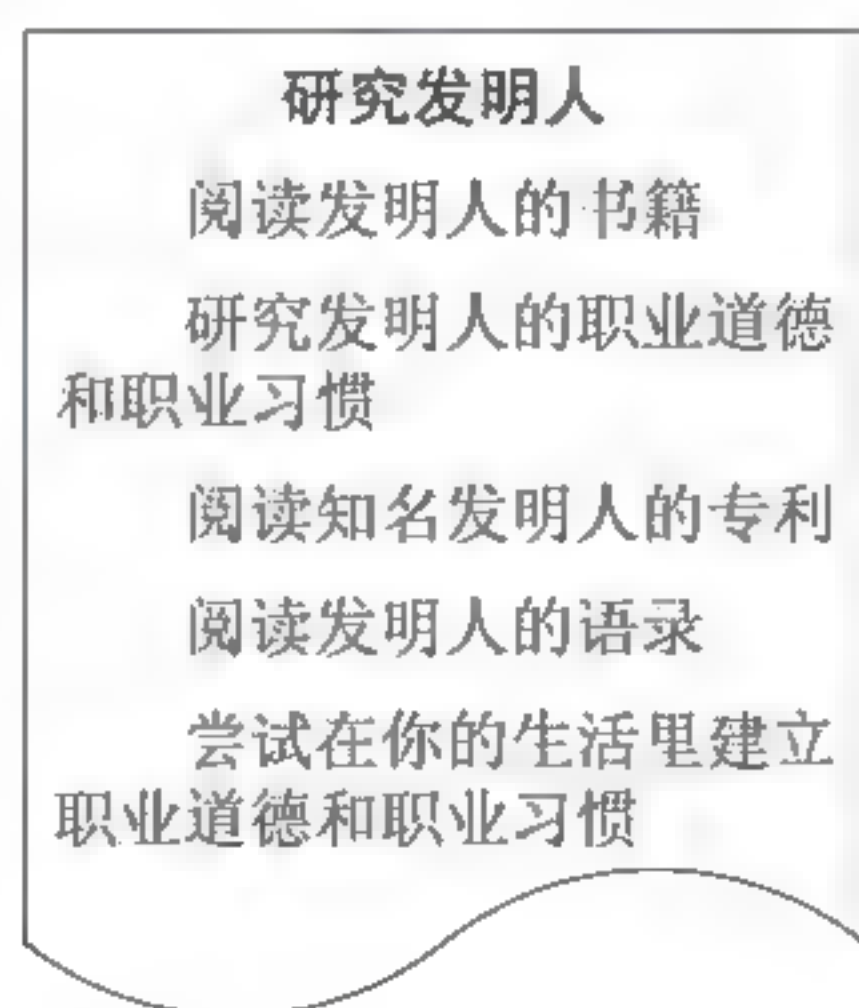 研究发明人
阅读发明人的书籍
研究发明人的职业道德
和职业习惯
阅读知名发明人的专利
阅读发明人的语录
尝试在你的生活里建立
职业道德和职业习惯